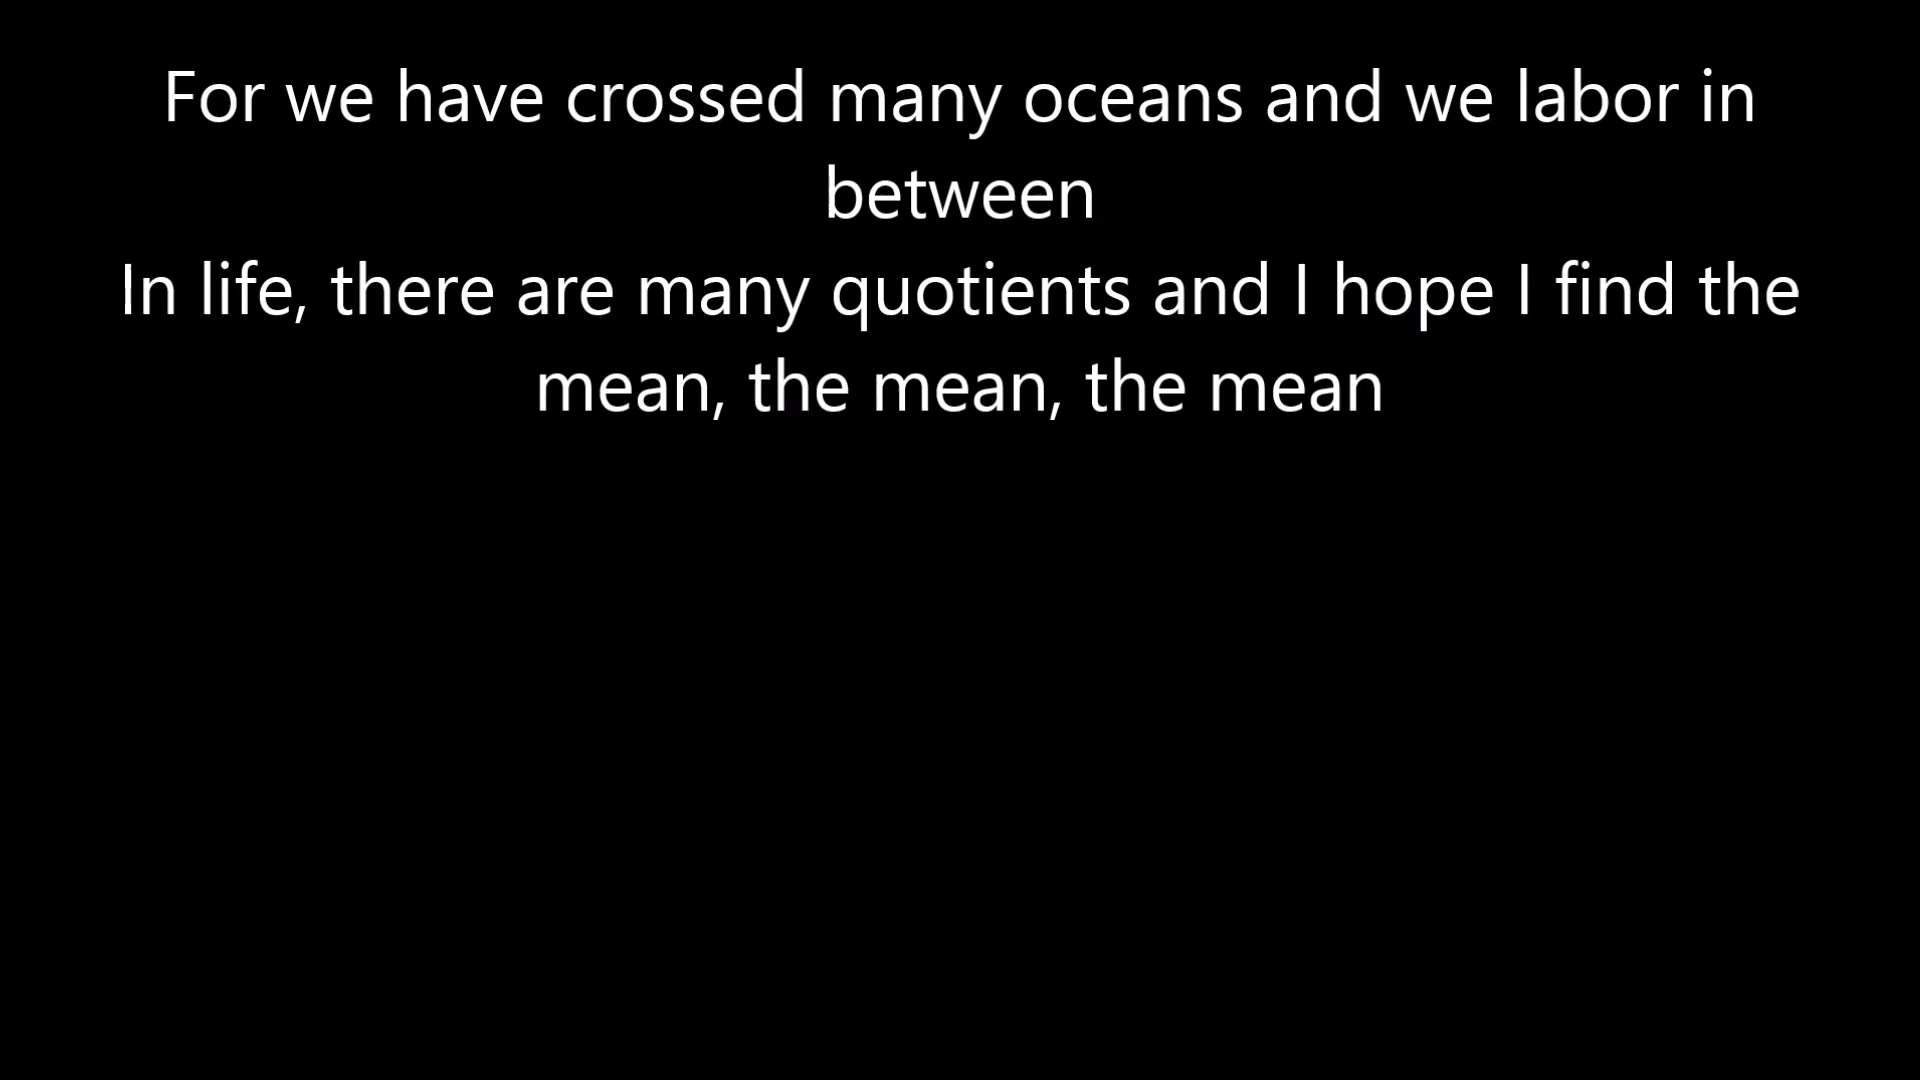 For we have crossed many oceans and we labor in
between
In life, there are many quotients and I hope I find the
mean, the mean, the mean